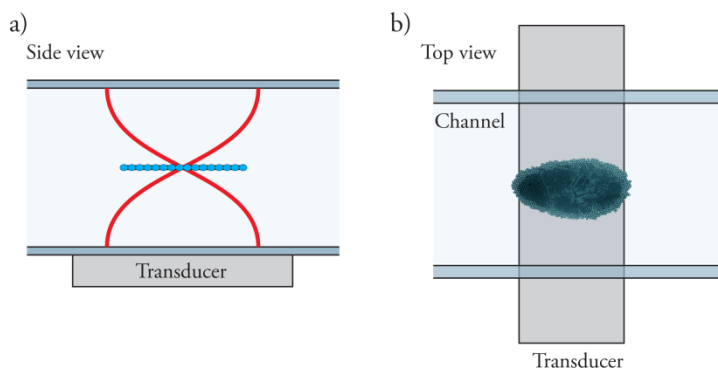 a)
Side view
Transducer
b)
Top view
Channel
Transducer